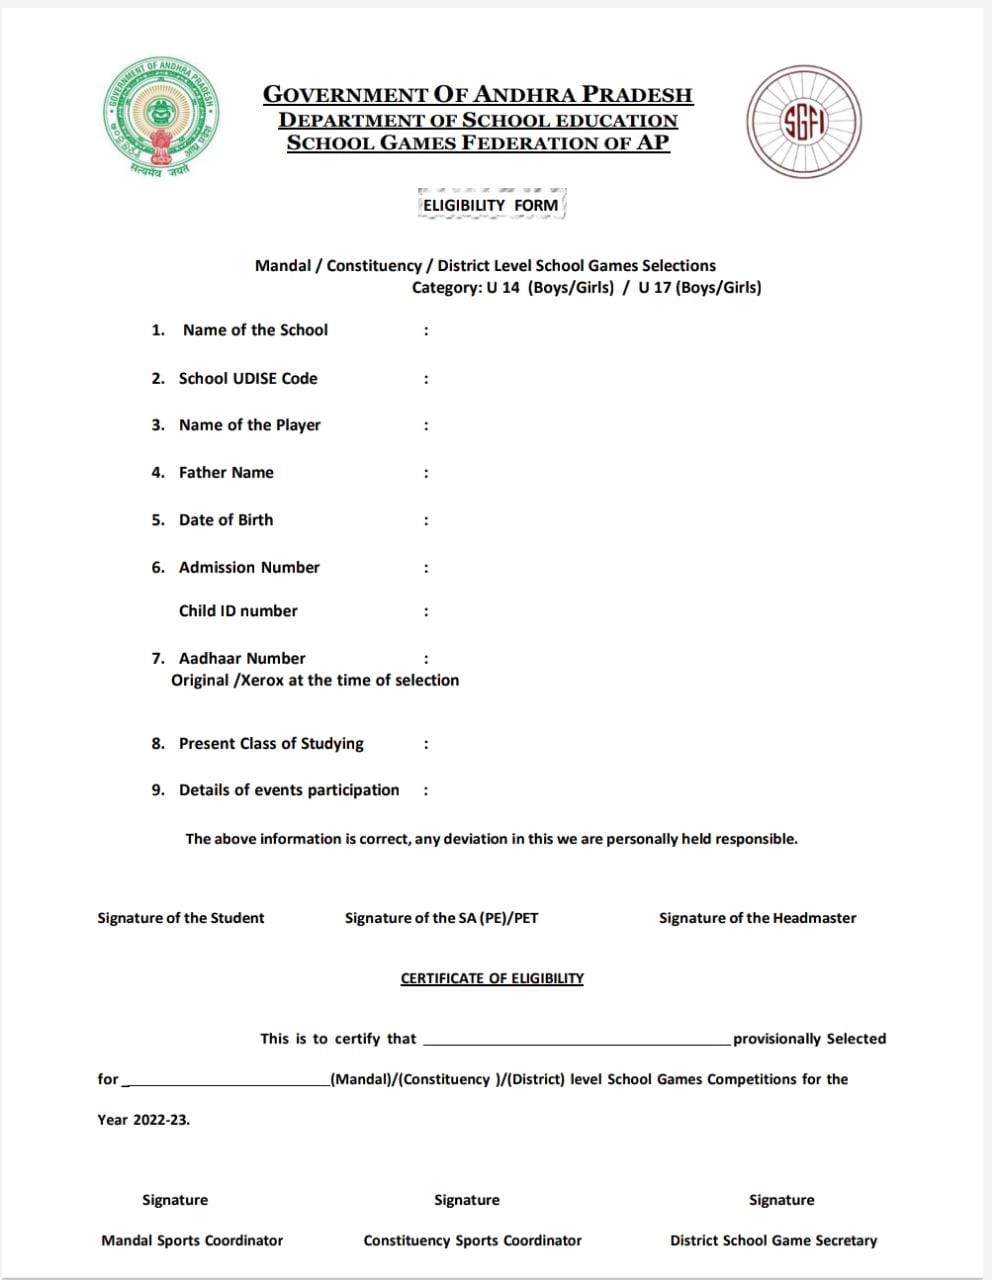 GOVERNMENT OF ANDHRA PRADESH
सत्यमेव जयते
SGFI
GOVERNMENT OF ANDHRA PRADESH
DEPARTMENT OF SCHOOL EDUCATION
SCHOOL GAMES FEDERATION OF AP
ELIGIBILITY FORM
Mandal / Constituency / District Level School Games Selections
Category: U 14 (Boys/Girls) / U 17 (Boys/Girls)
1. Name of the School :
2. School UDISE Code :
3. Name of the Player :
4. Father Name :
5. Date of Birth :
6. Admission Number :
Child ID number :
7. Aadhaar Number :
Original /Xerox at the time of selection
8. Present Class of Studying :
9. Details of events participation :
The above information is correct, any deviation in this we are personally held responsible.
Signature of the Student Signature of the SA (PE)/PET Signature of the Headmaster
CERTIFICATE OF ELIGIBILITY
This is to certify that ______________________ provisionally Selected
for _______________(Mandal)/(Constituency )/(District) level School Games Competitions for the
Year 2022-23.
Signature Signature Signature
Mandal Sports Coordinator Constituency Sports Coordinator District School Game Secretary